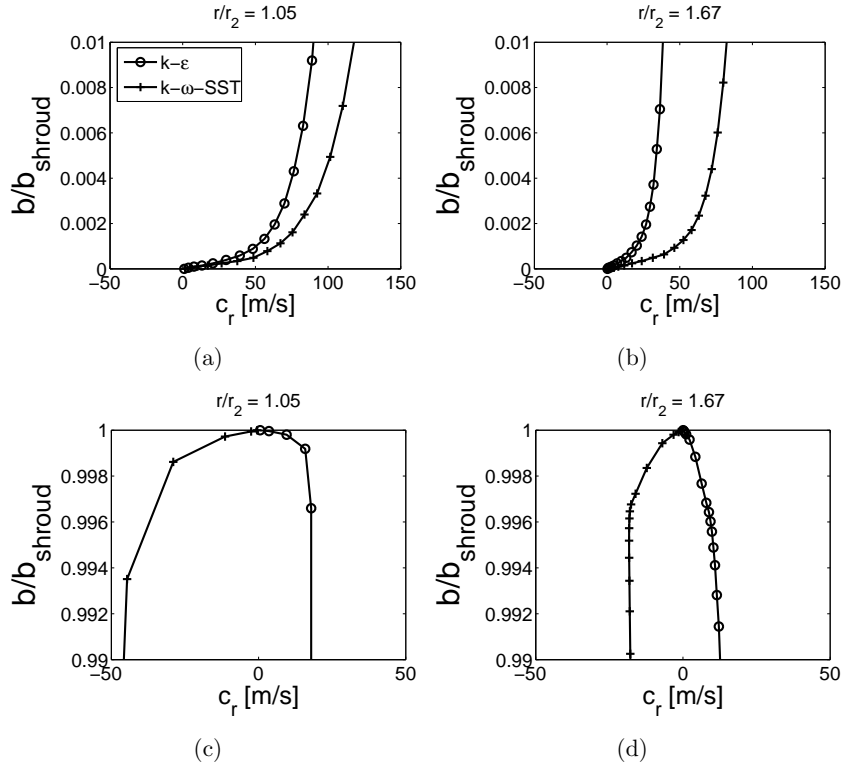 r/r2 = 1.05
b/bshroud
0.01
0.008
0.006
0.004
0.002
0
k−ε
k−ω−SST
−50 0 50 100 150
cr [m/s]
(a)
r/r2 = 1.67
b/bshroud
0.01
0.008
0.006
0.004
0.002
0
−50 0 50 100 150
cr [m/s]
(b)
r/r2 = 1.05
b/bshroud
1
0.998
0.996
0.994
0.992
0.99
−50 0 50
cr [m/s]
(c)
r/r2 = 1.67
b/bshroud
1
0.998
0.996
0.994
0.992
0.99
−50 0 50
cr [m/s]
(d)